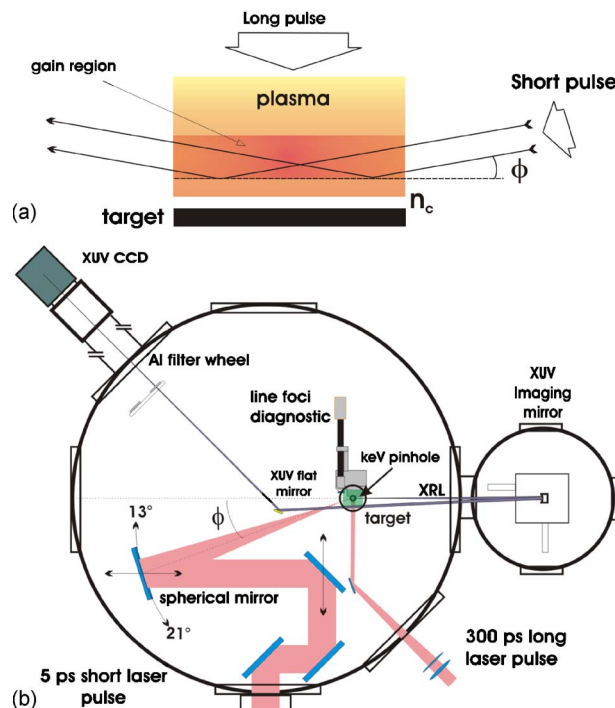 Long pulse
gain region
plasma
Short pulse
ϕ
n_c
target
(a)
XUV CCD
Al filter wheel
line foci
diagnostic
XUV
Imaging
mirror
keV pinhole
XUV flat
mirror
XRL
target
ϕ
13°
spherical mirror
21°
300 ps long
laser pulse
5 ps short laser
pulse
(b)